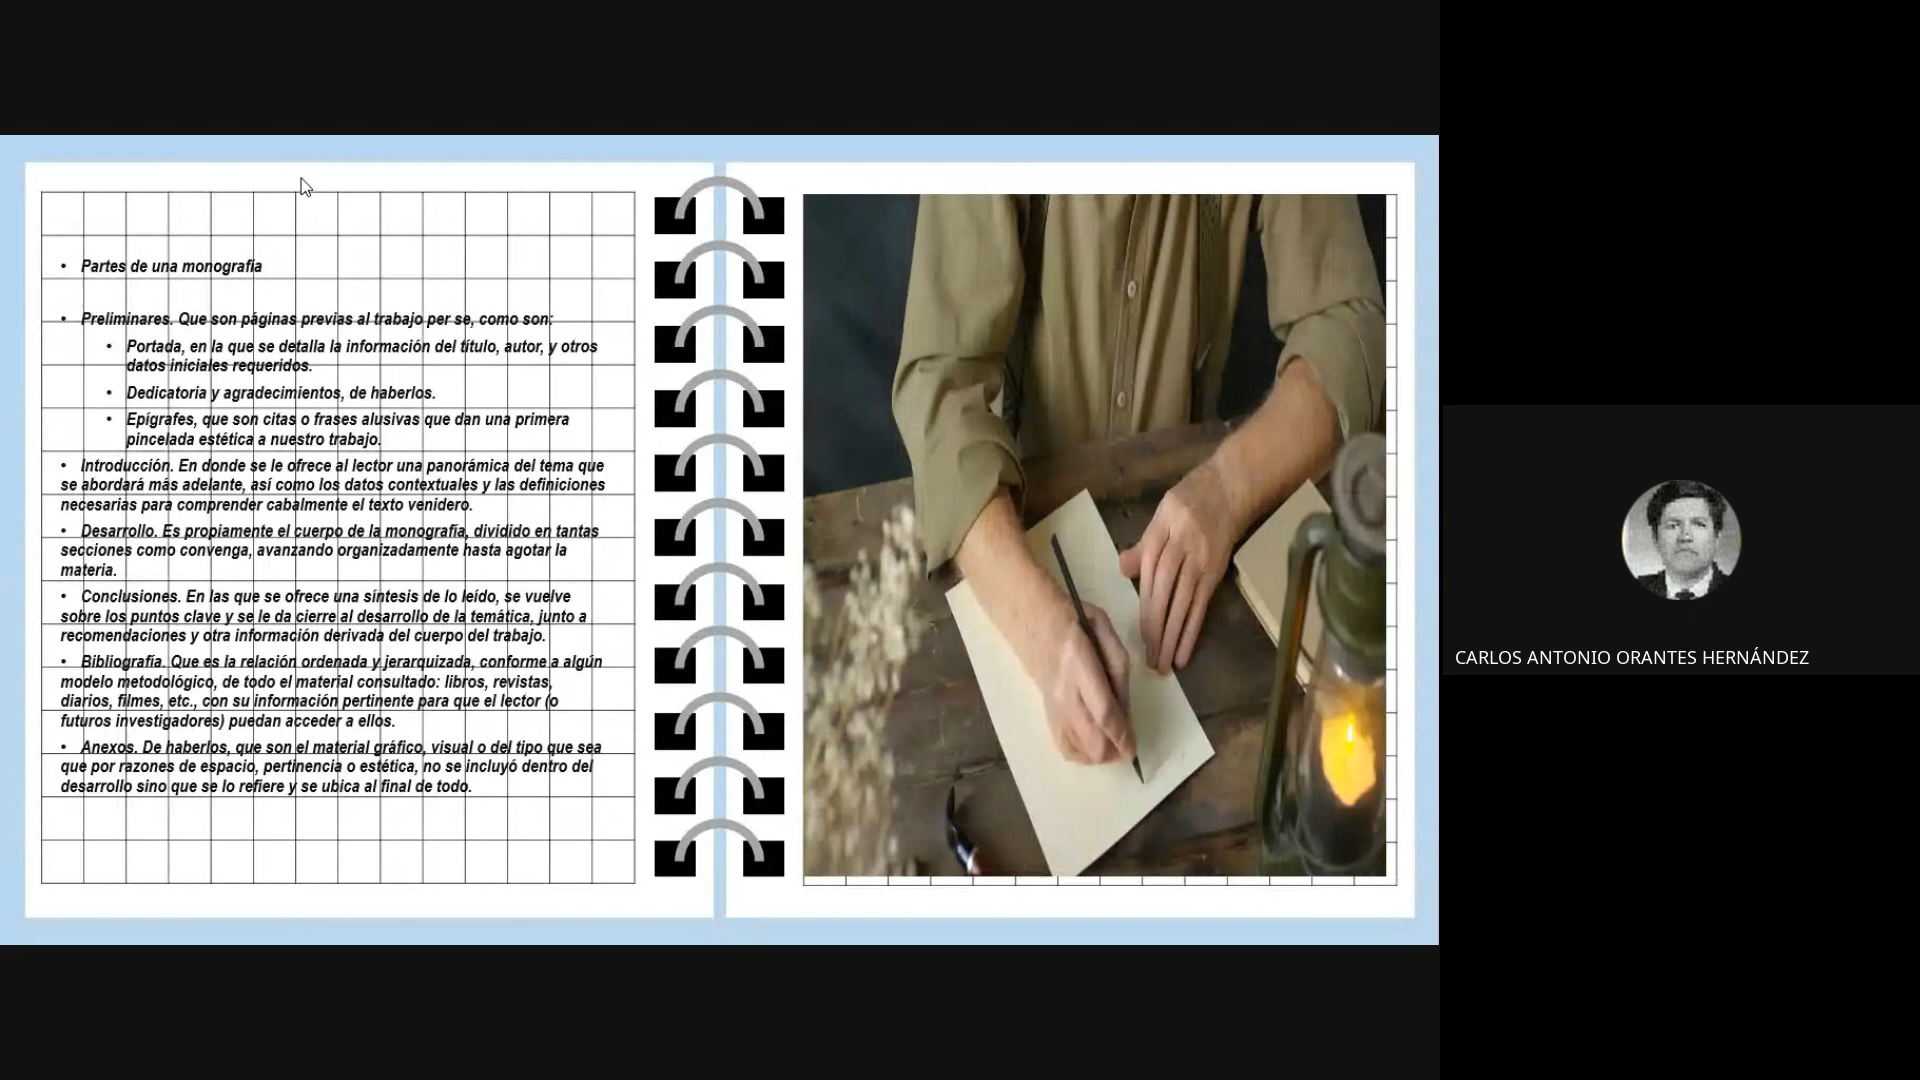 • Partes de una monografía
• Preliminares. Que son páginas previas al trabajo per se, como son:
• Portada, en la que se detalla la información del título, autor, y otros
datos iniciales requeridos.
• Dedicatoria y agradecimientos, de haberlos.
• Epígrafes, que son citas o frases alusivas que dan una primera
pincelada estética a nuestro trabajo.
• Introducción. En donde se le ofrece al lector una panorámica del tema que
se abordará más adelante, así como los datos contextuales y las definiciones
necesarias para comprender cabalmente el texto venidero.
• Desarrollo. Es propiamente el cuerpo de la monografía, dividido en tantas
secciones como convenga, avanzando organizadamente hasta agotar la
materia.
• Conclusiones. En las que se ofrece una síntesis de lo leído, se vuelve
sobre los puntos clave y se le da cierre al desarrollo de la temática, junto a
recomendaciones y otra información derivada del cuerpo del trabajo.
• Bibliografía. Que es la relación ordenada y jerarquizada, conforme a algún
modelo metodológico, de todo el material consultado: libros, revistas,
diarios, filmes, etc., con su información pertinente para que el lector (o
futuros investigadores) puedan acceder a ellos.
• Anexos. De haberlos, que son el material gráfico, visual o del tipo que sea
que por razones de espacio, pertinencia o estética, no se incluyó dentro del
desarrollo sino que se lo refiere y se ubica al final de todo.
CARLOS ANTONIO ORANTES HERNÁNDEZ